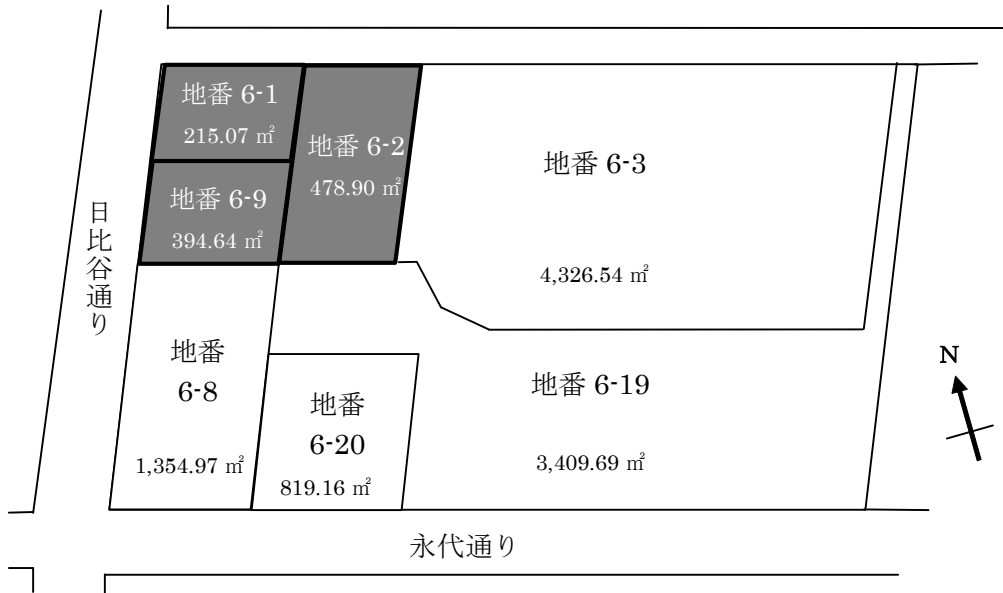 地番 6-1
215.07 ㎡
地番 6-2
478.90 ㎡
地番 6-3
4,326.54 ㎡
地番 6-9
394.64 ㎡
日比谷通り
地番
6-8
1,354.97 ㎡
地番
6-20
819.16 ㎡
地番 6-19
3,409.69 ㎡
N
永代通り